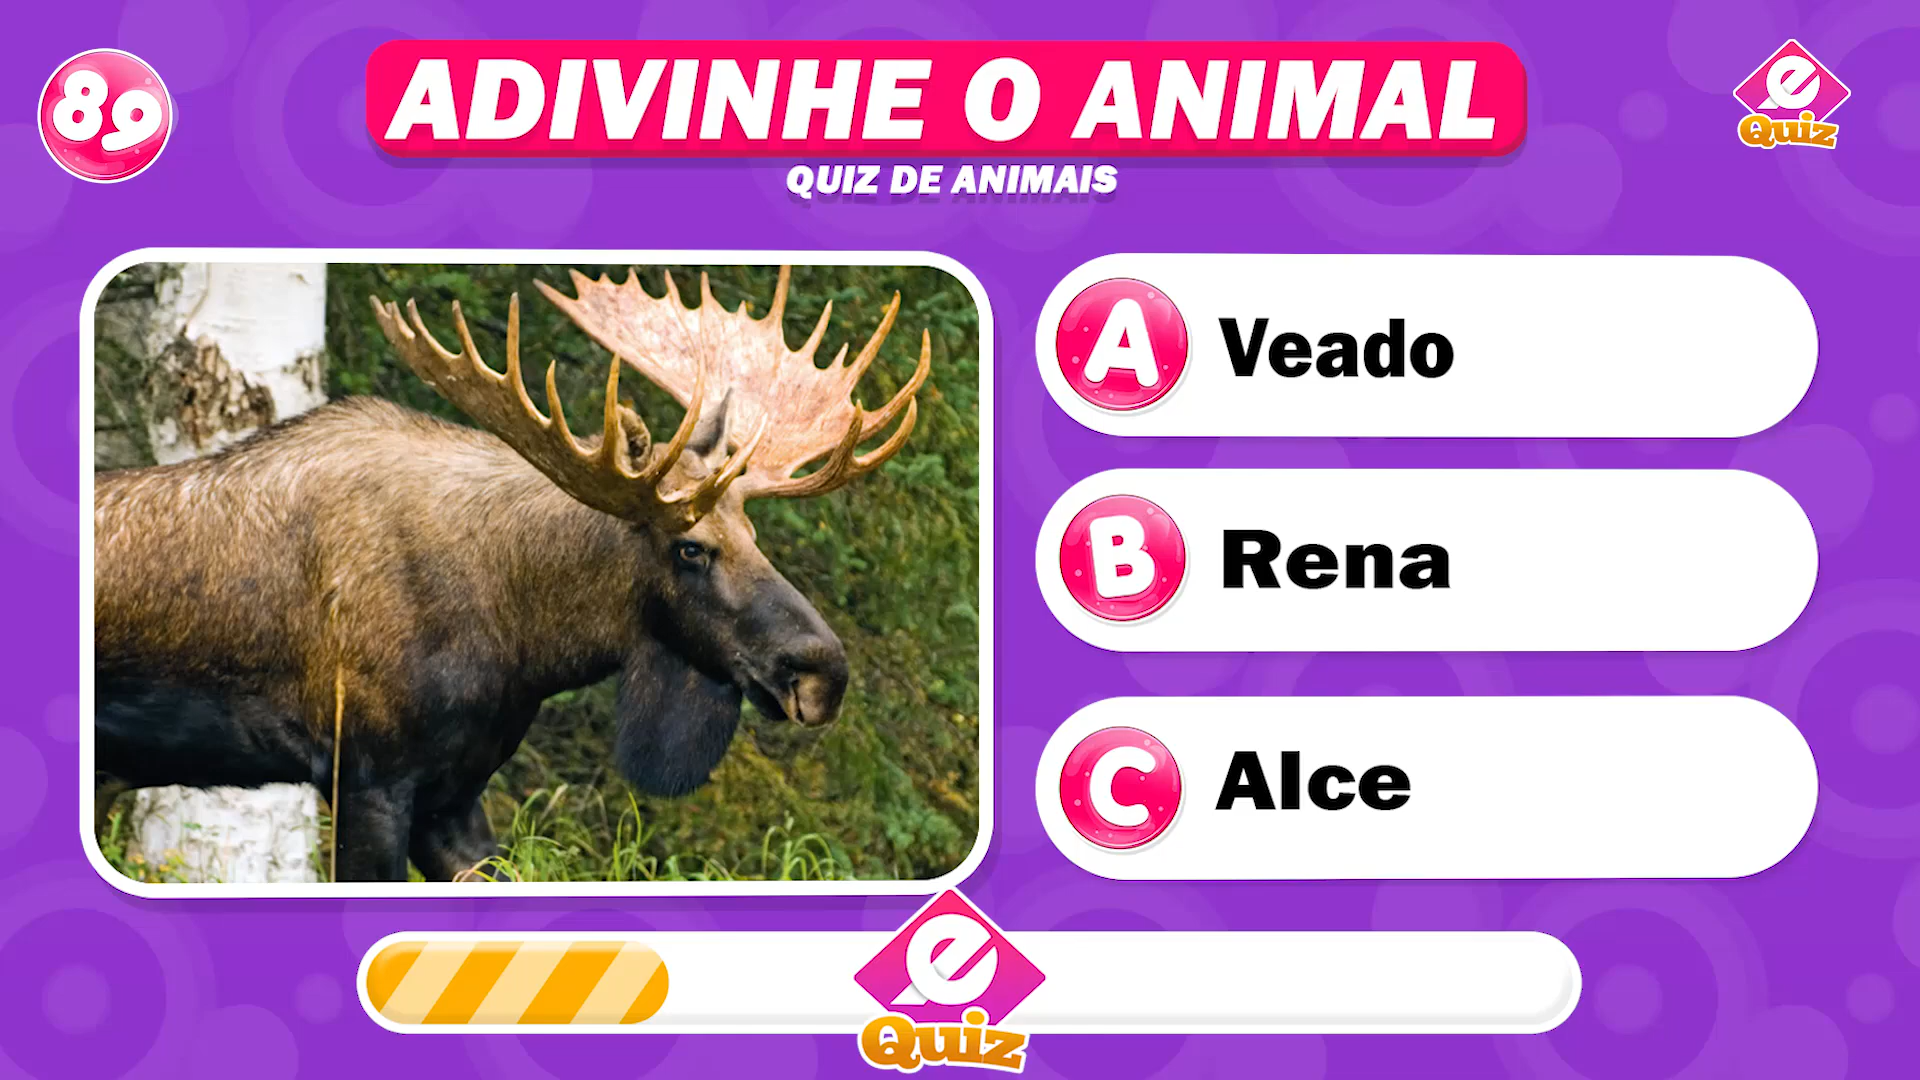 89
ADIVINHE O ANIMAL
e
Quiz
QUIZ DE ANIMAIS
A Veado
B Rena
C Alce
e
Quiz